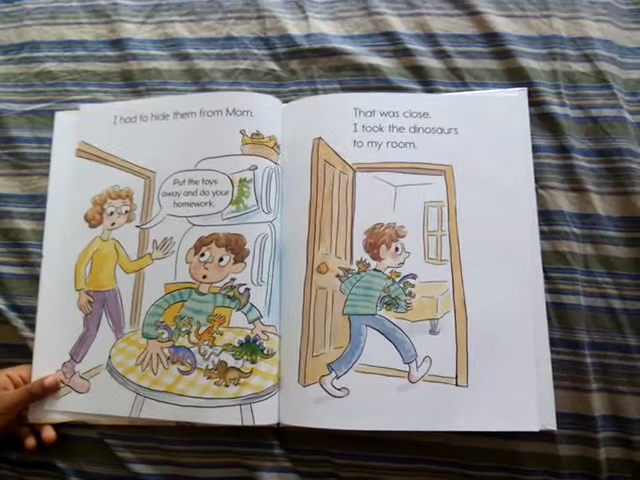 I had to hide them from Mom.
Put the toys
away and do your
homework.
That was close.
I took the dinosaurs
to my room.